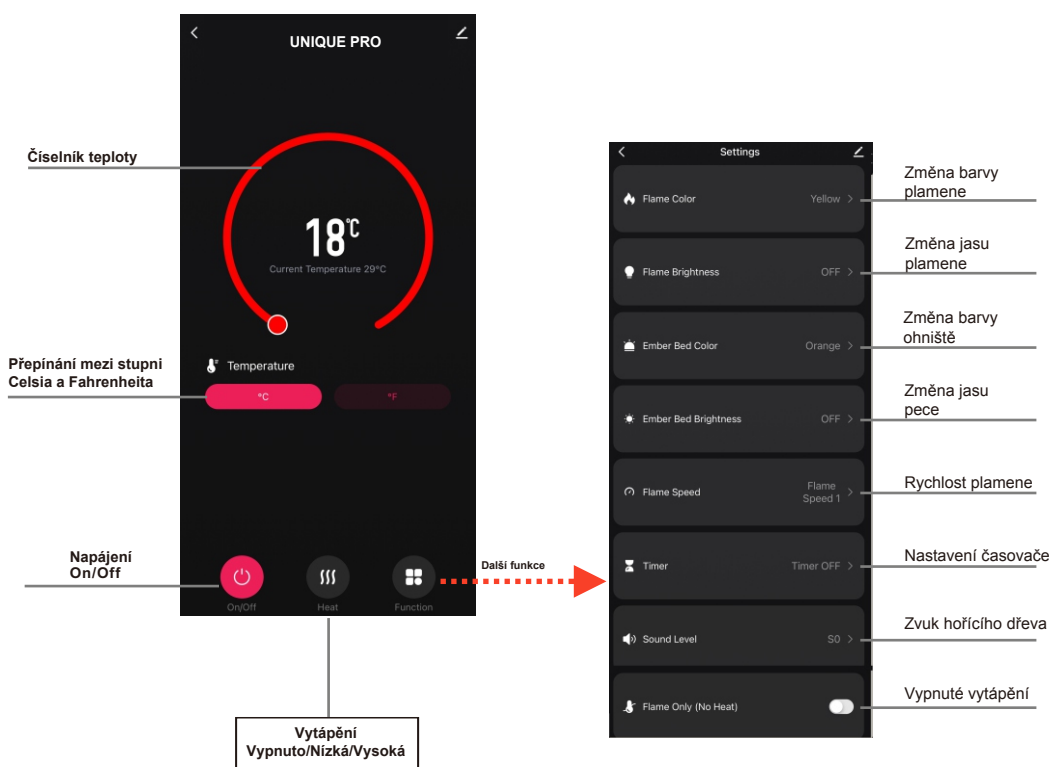 UNIQUE PRO
Číselník teploty
18°C
Current Temperature 29°C
Přepínání mezi stupni
Celsia a Fahrenheita
Temperature
°C
°F
Napájení
On/Off
On/Off
Heat
Function
Další funkce
Vytápění
Vypnuto/Nízká/Vysoká
Settings
Flame Color
Yellow
Změna barvy
plamene
Flame Brightness
OFF
Změna jasu
plamene
Ember Bed Color
Orange
Změna barvy
ohniště
Ember Bed Brightness
OFF
Změna jasu
pece
Flame Speed
Flame
Speed 1
Rychlost plamene
Timer
Timer OFF
Nastavení časovače
Sound Level
S0
Zvuk hořícího dřeva
Flame Only (No Heat)
Vypnuté vytápění